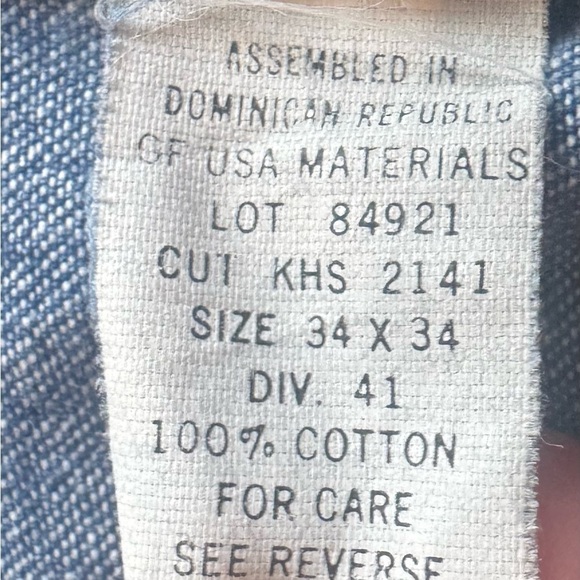 ASSEMBLED IN
DOMINICAN REPUBLIC
OF USA MATERIALS
LOT 84921
CUT KHS 2141
SIZE 34 X 34
DIV. 41
100% COTTON
FOR CARE
SEE REVERSE